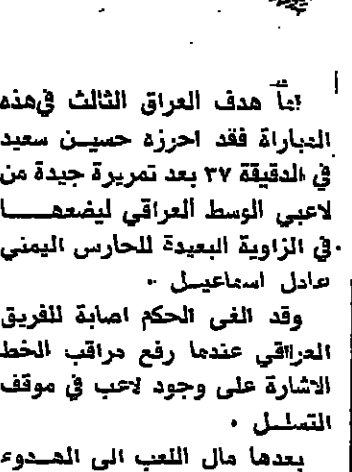 اما هدف العراق الثالث في هذه
المباراة فقد احرزه حسين سعيد
في الدقيقة ٣٧ بعد تمريرة جيدة من
لاعبي الوسط العراقي ليضعها
في الزاوية البعيدة للحارس اليمني
عادل اسماعيل .
وقد الغى الحكم اصابة للفريق
العراقي عندما رفع مراقب الخط
الاشارة على وجود لاعب في موقف
التسلل .
بعدها مال اللعب الى الهدوء